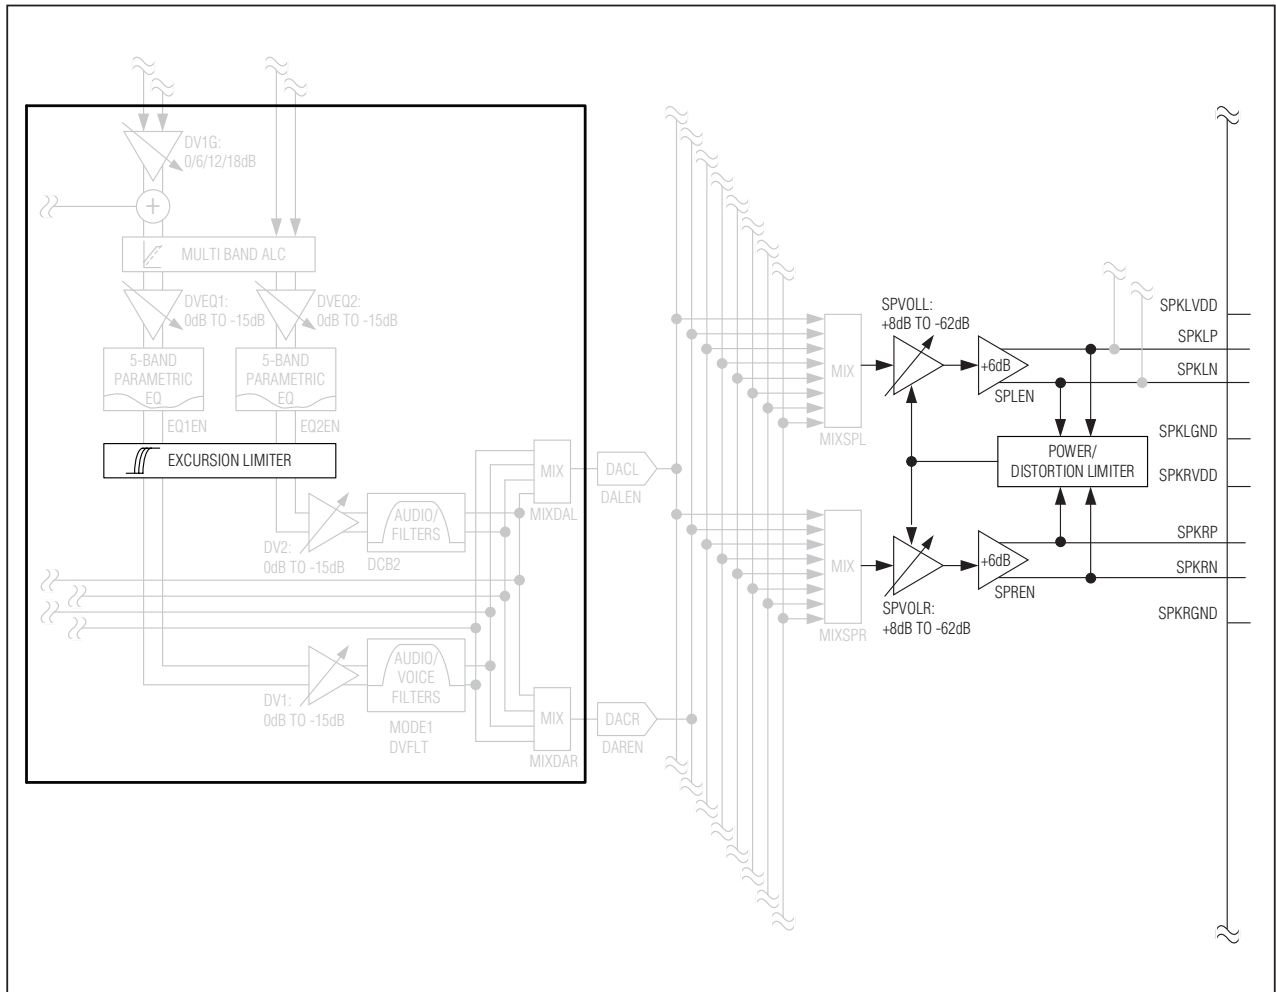 DV1G:
0/6/12/18dB
+
MULTI BAND ALC
DVEQ1:
0dB TO -15dB
DVEQ2:
0dB TO -15dB
5-BAND
PARAMETRIC
EQ
5-BAND
PARAMETRIC
EQ
EQ1EN
EQ2EN
EXCURSION LIMITER
DV2:
0dB TO -15dB
AUDIO/
FILTERS
DCB2
MIX
MIXDAL
DACL
DALEN
DV1:
0dB TO -15dB
AUDIO/
VOICE
FILTERS
MODE1
DVFLT
MIX
MIXDAR
DACR
DAREN
MIX
MIXSPL
SPVOLL:
+8dB TO -62dB
+6dB
SPLEN
POWER/
DISTORTION LIMITER
MIX
MIXSPR
SPVOLR:
+8dB TO -62dB
+6dB
SPREN
SPKLVDD
SPKLP
SPKLN
SPKLGND
SPKRVDD
SPKRP
SPKRN
SPKRGND